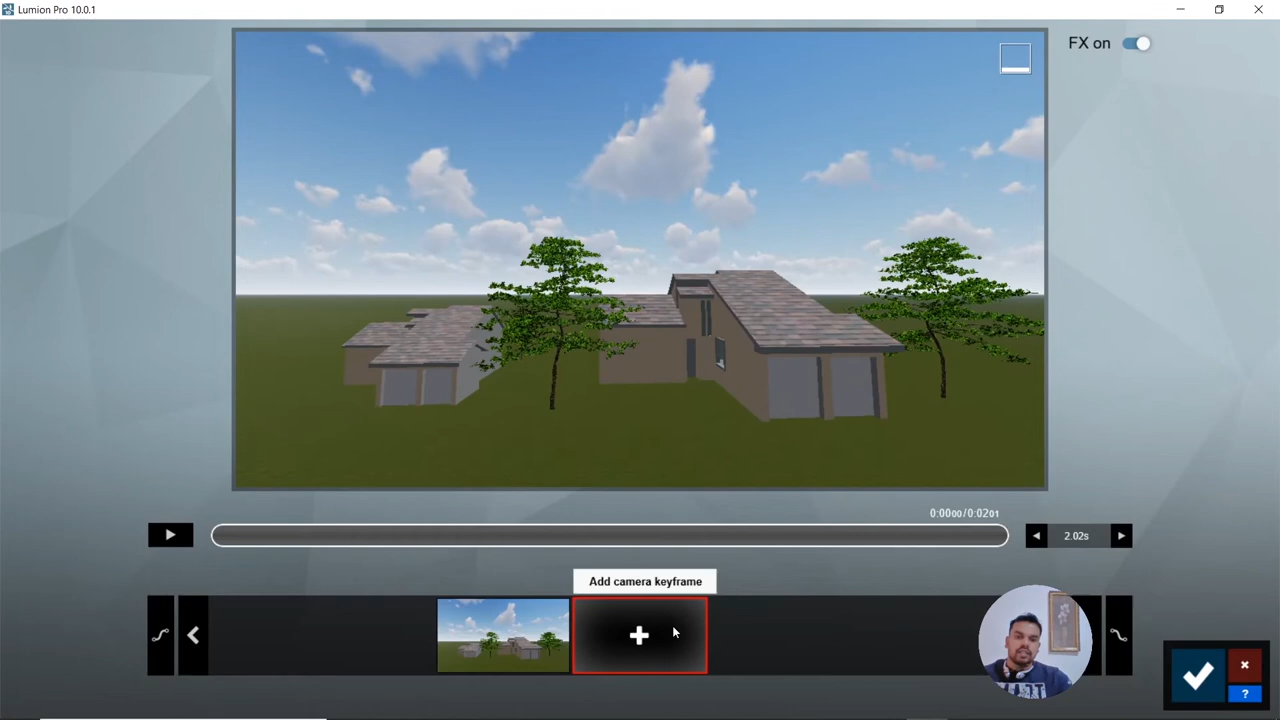 Lumion Pro 10.0.1
FX on
0:0000/0:0201
2.02s
Add camera keyframe
?